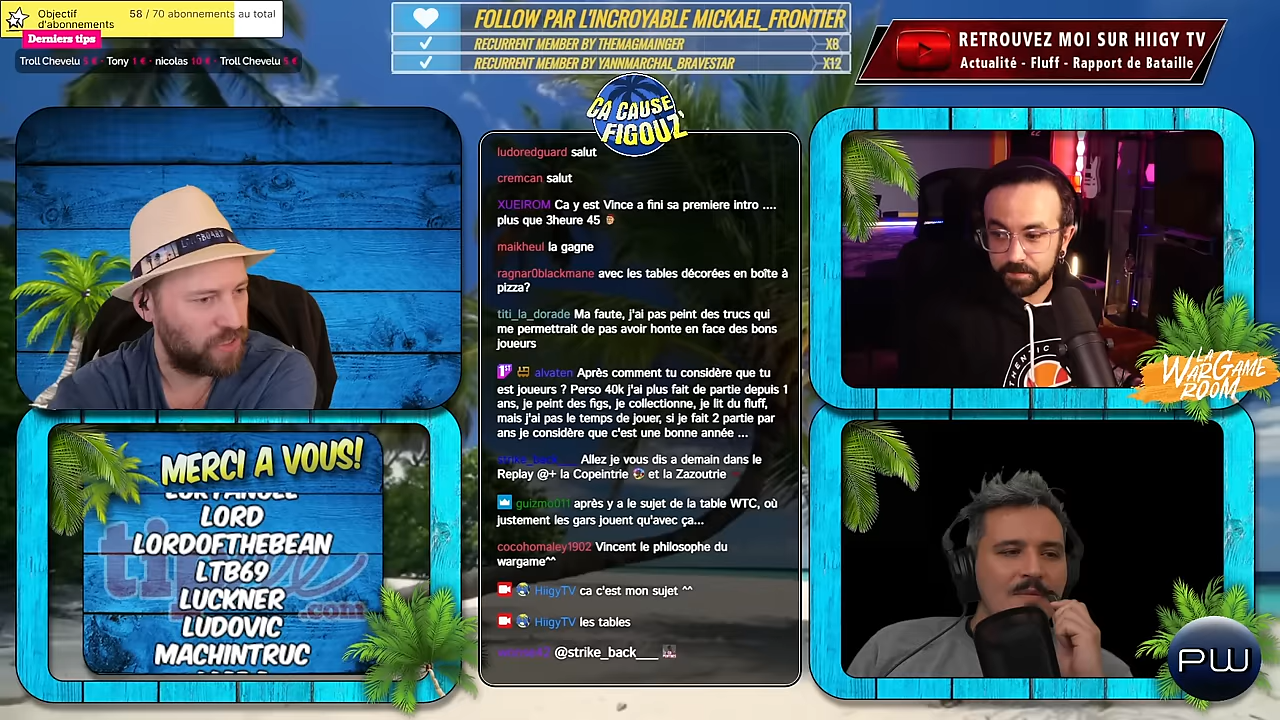 Objectif
d'abonnements
58 / 70 abonnements au total
Derniers tips
Troll Chevelu 5 € · Tony 1 € · nicolas 10 € · Troll Chevelu 5 €
FOLLOW PAR L'INCROYABLE MICKAEL_FRONTIER
RECURRENT MEMBER BY THEMAGMAINGER X8
RECURRENT MEMBER BY YANNMARCHAL_BRAVESTAR X12
RETROUVEZ MOI SUR HIIGY TV
Actualité - Fluff - Rapport de Bataille
ÇA CAUSE
FIGOUZ'
ludoredguard salut
cremcan salut
XUEIROM Ca y est Vince a fini sa premiere intro ....
plus que 3heure 45
maikheul la gagne
ragnar0blackmane avec les tables décorées en boîte à
pizza?
titi_la_dorade Ma faute, j'ai pas peint des trucs qui
me permettrait de pas avoir honte en face des bons
joueurs
1ST alvaten Après comment tu considère que tu
est joueurs ? Perso 40k j'ai plus fait de partie depuis 1
ans, je peint des figs, je collectionne, je lit du fluff,
mais j'ai pas le temps de jouer, si je fait 2 partie par
ans je considère que c'est une bonne année ...
strike_back___ Allez je vous dis a demain dans le
Replay @+ la Copeintrie et la Zazoutrie
guizmo011 après y a le sujet de la table WTC, où
justement les gars jouent qu'avec ça...
cocohomaley1902 Vincent le philosophe du
wargame^^
HiigyTV ca c'est mon sujet ^^
HiigyTV les tables
@strike_back___
LONGBOARD
LA
WARGAME
ROOM
MERCI A VOUS!
LORD
LORDOFTHEBEAN
LTB69
LUCKNER
LUDOVIC
MACHINTRUC
.com
PW